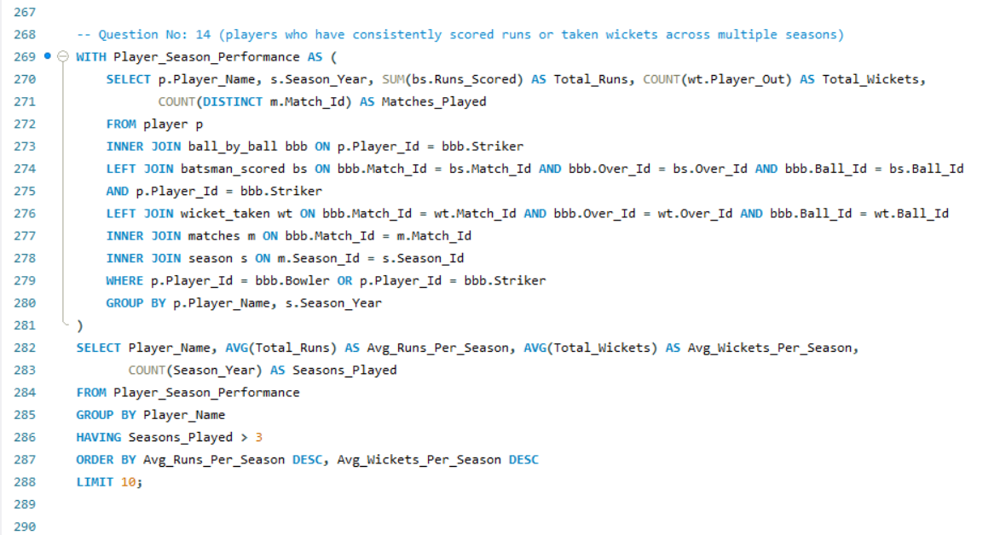 267
268 -- Question No: 14 (players who have consistently scored runs or taken wickets across multiple seasons)
269 WITH Player_Season_Performance AS (
270 SELECT p.Player_Name, s.Season_Year, SUM(bs.Runs_Scored) AS Total_Runs, COUNT(wt.Player_Out) AS Total_Wickets,
271 COUNT(DISTINCT m.Match_Id) AS Matches_Played
272 FROM player p
273 INNER JOIN ball_by_ball bbb ON p.Player_Id = bbb.Striker
274 LEFT JOIN batsman_scored bs ON bbb.Match_Id = bs.Match_Id AND bbb.Over_Id = bs.Over_Id AND bbb.Ball_Id = bs.Ball_Id
275 AND p.Player_Id = bbb.Striker
276 LEFT JOIN wicket_taken wt ON bbb.Match_Id = wt.Match_Id AND bbb.Over_Id = wt.Over_Id AND bbb.Ball_Id = wt.Ball_Id
277 INNER JOIN matches m ON bbb.Match_Id = m.Match_Id
278 INNER JOIN season s ON m.Season_Id = s.Season_Id
279 WHERE p.Player_Id = bbb.Bowler OR p.Player_Id = bbb.Striker
280 GROUP BY p.Player_Name, s.Season_Year
281 )
282 SELECT Player_Name, AVG(Total_Runs) AS Avg_Runs_Per_Season, AVG(Total_Wickets) AS Avg_Wickets_Per_Season,
283 COUNT(Season_Year) AS Seasons_Played
284 FROM Player_Season_Performance
285 GROUP BY Player_Name
286 HAVING Seasons_Played > 3
287 ORDER BY Avg_Runs_Per_Season DESC, Avg_Wickets_Per_Season DESC
288 LIMIT 10;
289
290